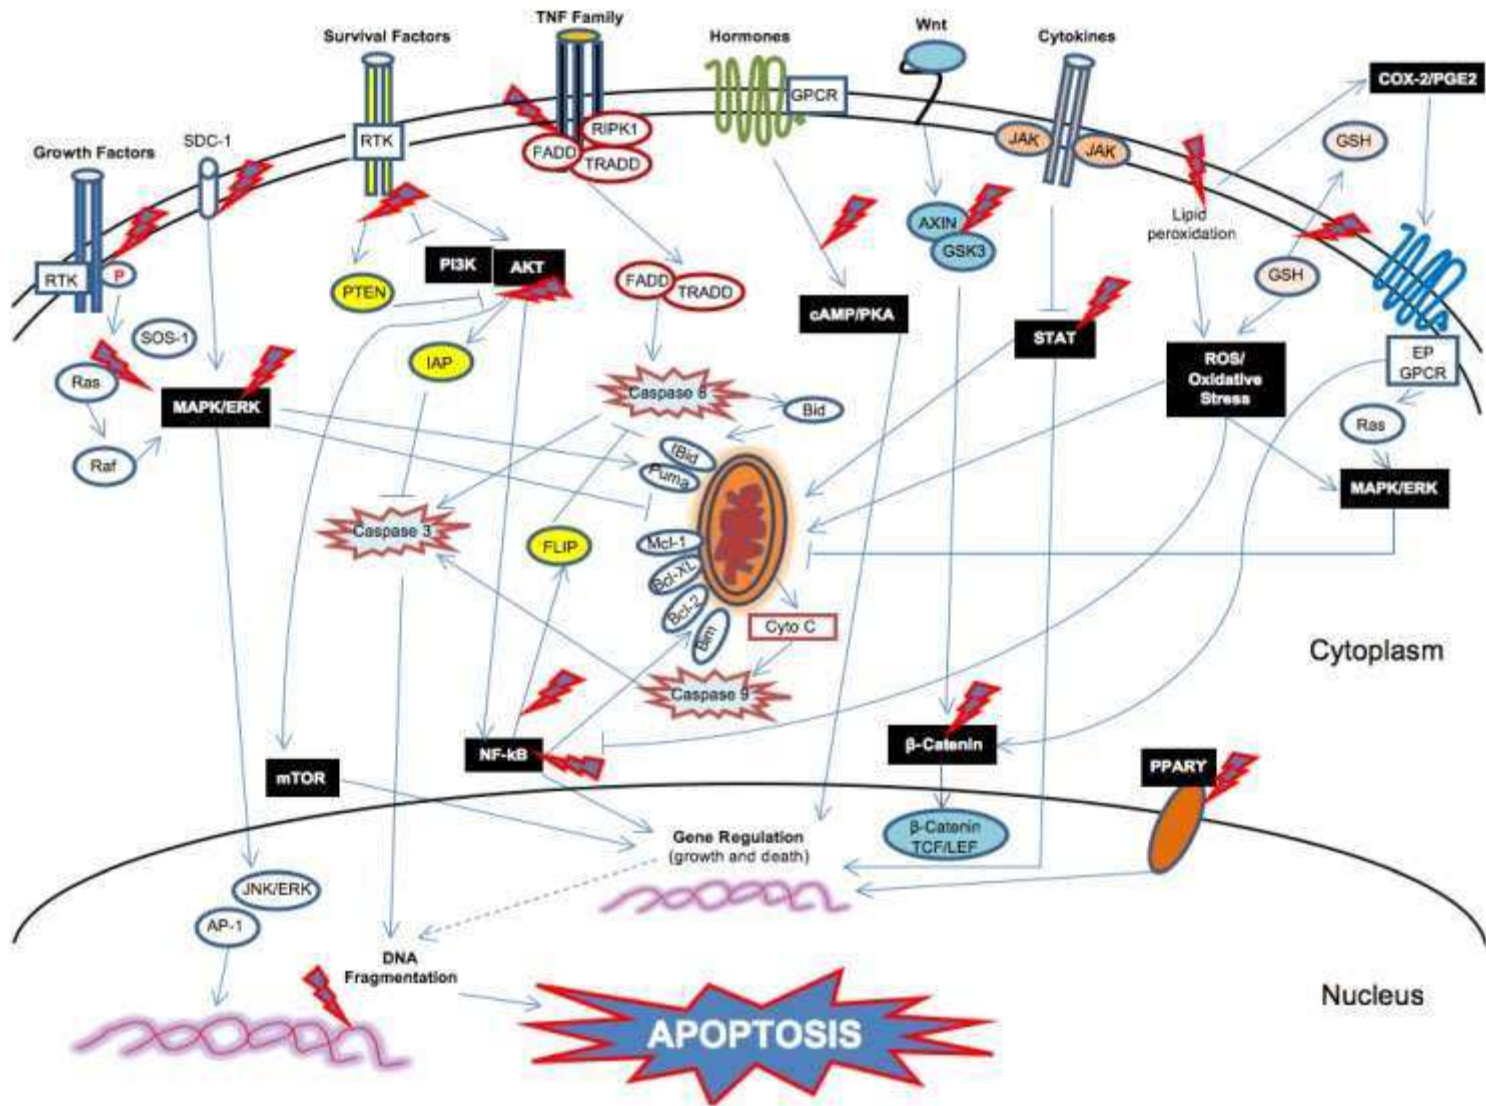 TNF Family
Survival Factors
Hormones
Wnt
Cytokines
COX-2/PGE2
GPCR
RIPK1
RTK
SDC-1
JAK
JAK
GSH
Growth Factors
FADD
TRADD
AXIN
GSK3
Lipid
peroxidation
RTK
P
PI3K
AKT
PTEN
FADD
TRADD
GSH
cAMP/PKA
SOS-1
STAT
ROS/
Oxidative
Stress
EP
GPCR
IAP
Ras
MAPK/ERK
Caspase 8
Bid
Ras
Raf
tBid
Puma
MAPK/ERK
Caspase 3
FLIP
Mcl-1
Bcl-XL
Bcl-2
Bim
Cyto C
Cytoplasm
Caspase 9
NF-kB
β-Catenin
mTOR
PPARY
Gene Regulation
(growth and death)
β-Catenin
TCF/LEF
JNK/ERK
AP-1
DNA
Fragmentation
Nucleus
APOPTOSIS